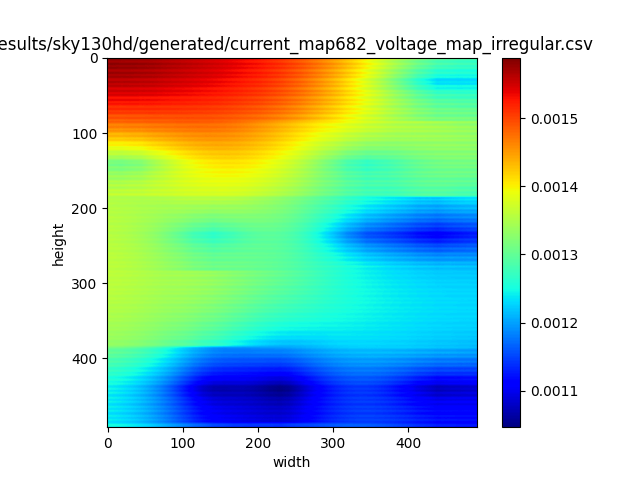 esults/sky130hd/generated/current_map682_voltage_map_irregular.csv
0
100
200
300
400
height
0 100 200 300 400
width
0.0015
0.0014
0.0013
0.0012
0.0011